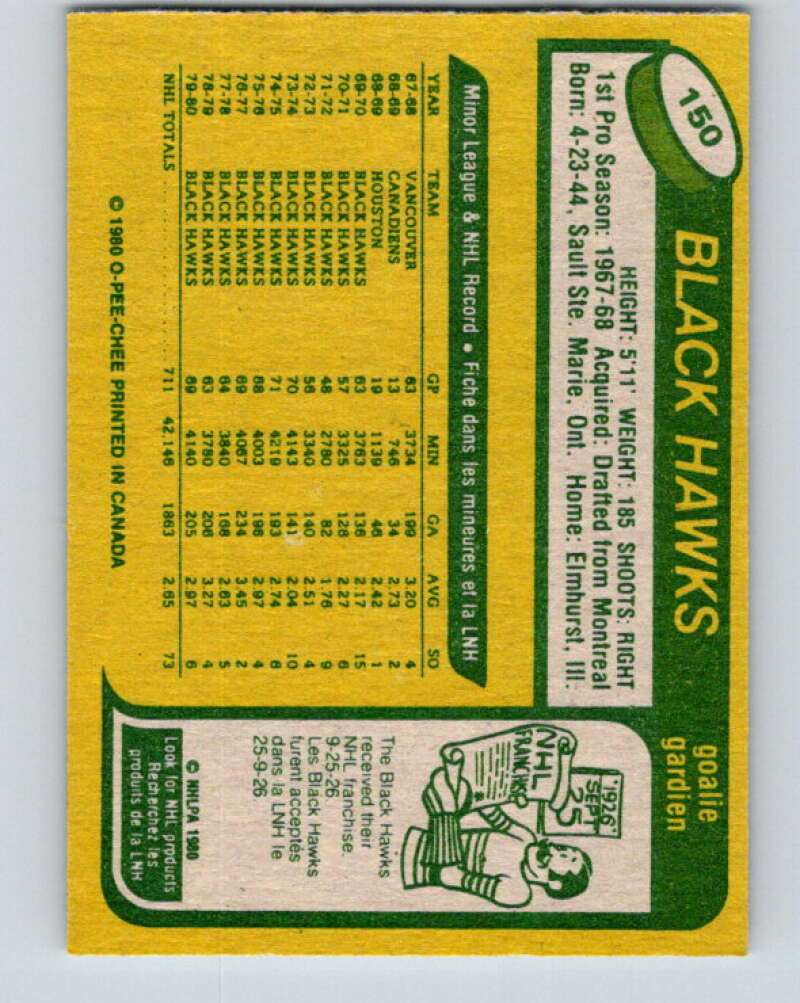 150
BLACK HAWKS
goalie
gardien
HEIGHT: 5'11' WEIGHT: 185 SHOOTS: RIGHT
1st Pro Season: 1967-68 Acquired: Drafted from Montreal
Born: 4-23-44, Sault Ste. Marie, Ont. Home: Elmhurst, Ill.
Minor League & NHL Record • Fiche dans les mineures et la LNH
YEAR TEAM GP MIN GA AVG SO
67-68 VANCOUVER 63 3734 199 3.20 4
68-69 CANADIENS 13 746 34 2.73 2
68-69 HOUSTON 19 1139 46 2.42 1
69-70 BLACK HAWKS 63 3763 136 2.17 15
70-71 BLACK HAWKS 57 3325 126 2.27 6
71-72 BLACK HAWKS 48 2780 82 1.76 9
72-73 BLACK HAWKS 56 3340 140 2.51 4
73-74 BLACK HAWKS 70 4143 141 2.04 10
74-75 BLACK HAWKS 71 4219 193 2.74 6
75-76 BLACK HAWKS 68 4003 198 2.97 4
76-77 BLACK HAWKS 69 4067 234 3.45 2
77-78 BLACK HAWKS 64 3840 168 2.63 5
78-79 BLACK HAWKS 63 3780 206 3.27 4
79-80 BLACK HAWKS 69 4140 205 2.97 6
NHL TOTALS 711 42,146 1863 2.65 73
© 1980 O-PEE-CHEE PRINTED IN CANADA
1926
SEPT
25
NHL
FRANCHISE
The Black Hawks
received their
NHL franchise.
9-25-26.
Les Black Hawks
furent acceptés
dans la LNH le
25-9-26.
© NHLPA 1980
Look for NHL products
Recherchez les
produits de la LNH